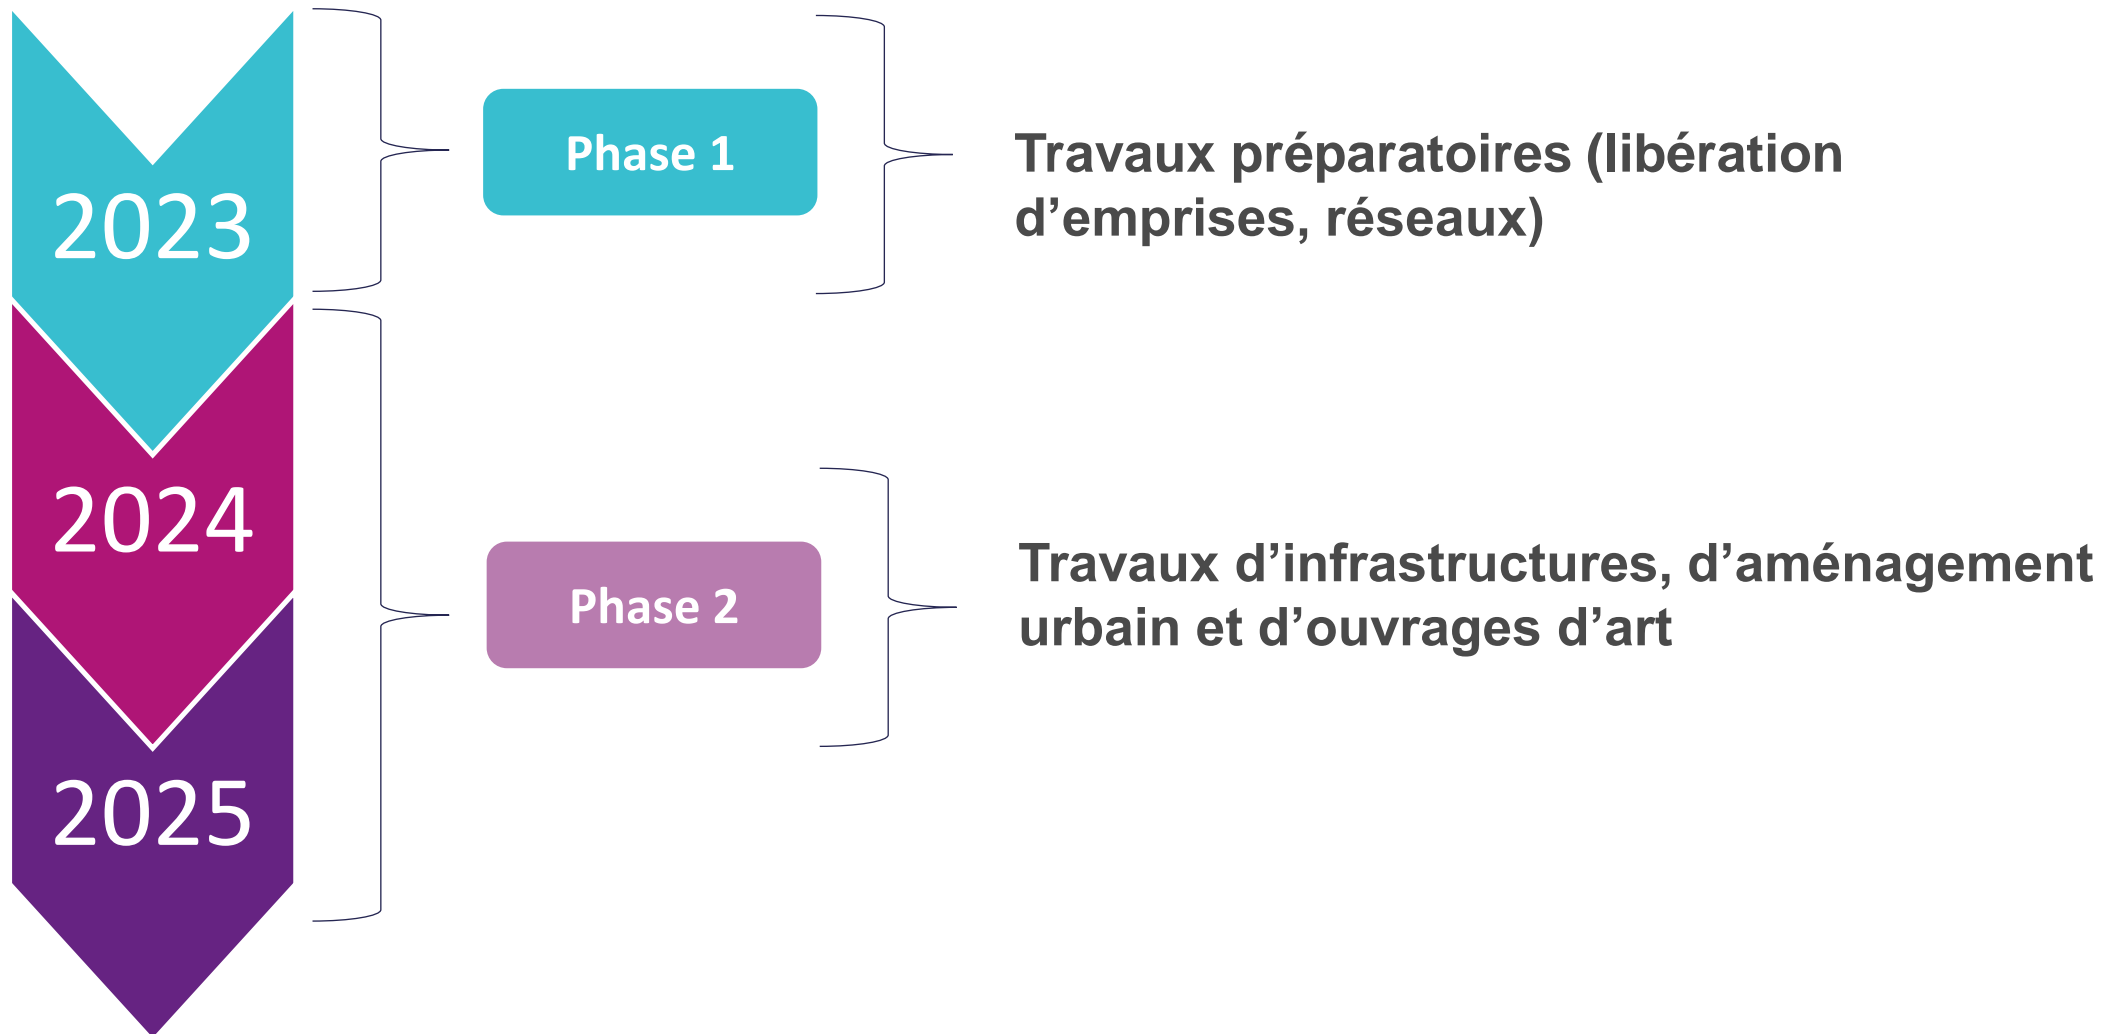 2023
Phase 1
Travaux préparatoires (libération
d’emprises, réseaux)
2024
2025
Phase 2
Travaux d’infrastructures, d’aménagement
urbain et d’ouvrages d’art